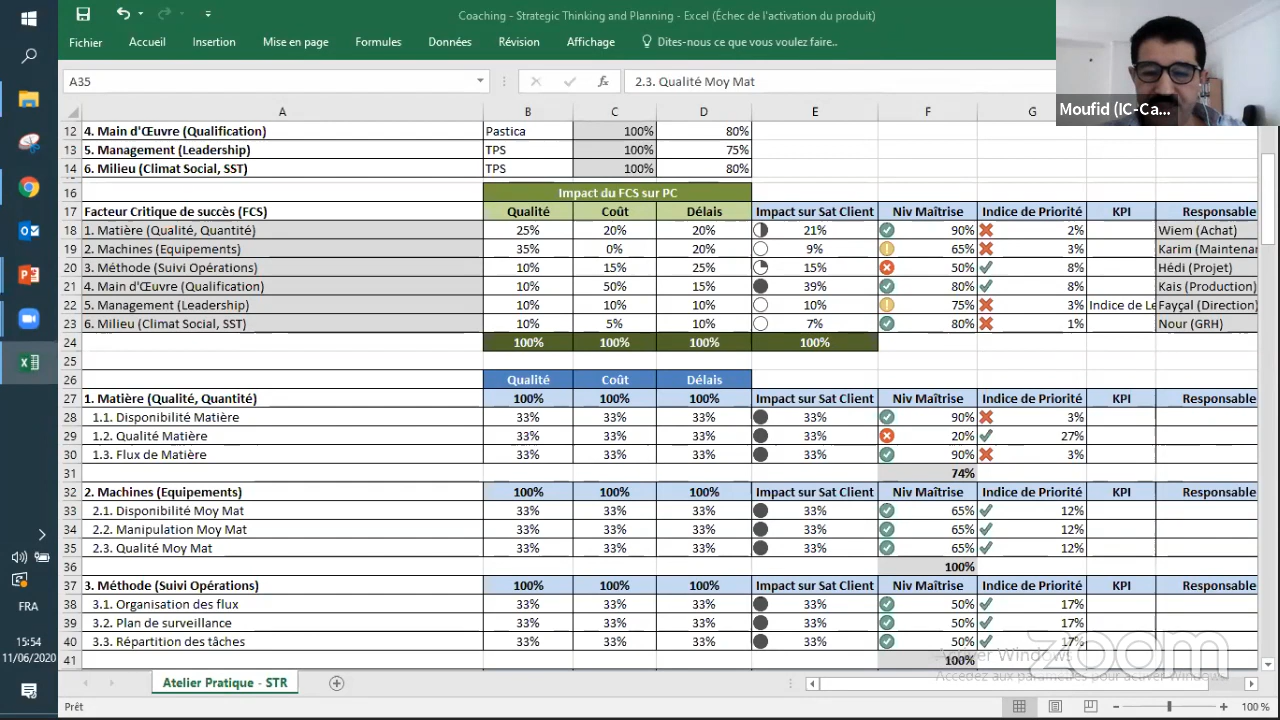 Coaching - Strategic Thinking and Planning - Excel (Échec de l'activation du produit)
Fichier Accueil Insertion Mise en page Formules Données Révision Affichage Dites-nous ce que vous voulez faire..
Moufid (IC-Ca...
A35 fx 2.3. Qualité Moy Mat
A B C D E F G H
12 4. Main d'Œuvre (Qualification) Pastica 100% 80%
13 5. Management (Leadership) TPS 100% 75%
14 6. Milieu (Climat Social, SST) TPS 100% 80%
16 Impact du FCS sur PC
17 Facteur Critique de succès (FCS) Qualité Coût Délais Impact sur Sat Client Niv Maîtrise Indice de Priorité KPI Responsable
18 1. Matière (Qualité, Quantité) 25% 20% 20% 21% 90% 2% Wiem (Achat)
19 2. Machines (Equipements) 35% 0% 20% 9% 65% 3% Karim (Maintenan
20 3. Méthode (Suivi Opérations) 10% 15% 25% 15% 50% 8% Hédi (Projet)
21 4. Main d'Œuvre (Qualification) 10% 50% 15% 39% 80% 8% Kais (Production)
22 5. Management (Leadership) 10% 10% 10% 10% 75% 3% Indice de Le Fayçal (Direction)
23 6. Milieu (Climat Social, SST) 10% 5% 10% 7% 80% 1% Nour (GRH)
24 100% 100% 100% 100%
25
26 Qualité Coût Délais
27 1. Matière (Qualité, Quantité) 100% 100% 100% Impact sur Sat Client Niv Maîtrise Indice de Priorité KPI Responsable
28 1.1. Disponibilité Matière 33% 33% 33% 33% 90% 3%
29 1.2. Qualité Matière 33% 33% 33% 33% 20% 27%
30 1.3. Flux de Matière 33% 33% 33% 33% 90% 3%
31 74%
32 2. Machines (Equipements) 100% 100% 100% Impact sur Sat Client Niv Maîtrise Indice de Priorité KPI Responsable
33 2.1. Disponibilité Moy Mat 33% 33% 33% 33% 65% 12%
34 2.2. Manipulation Moy Mat 33% 33% 33% 33% 65% 12%
35 2.3. Qualité Moy Mat 33% 33% 33% 33% 65% 12%
36 100%
37 3. Méthode (Suivi Opérations) 100% 100% 100% Impact sur Sat Client Niv Maîtrise Indice de Priorité KPI Responsable
38 3.1. Organisation des flux 33% 33% 33% 33% 50% 17%
39 3.2. Plan de surveillance 33% 33% 33% 33% 50% 17%
40 3.3. Répartition des tâches 33% 33% 33% 33% 50% 17%
41 100%
Activer Windows
Accédez aux paramètres pour activer Windows.
zoom
FRA
15:54
11/06/2020
Atelier Pratique - STR
Prêt
100 %